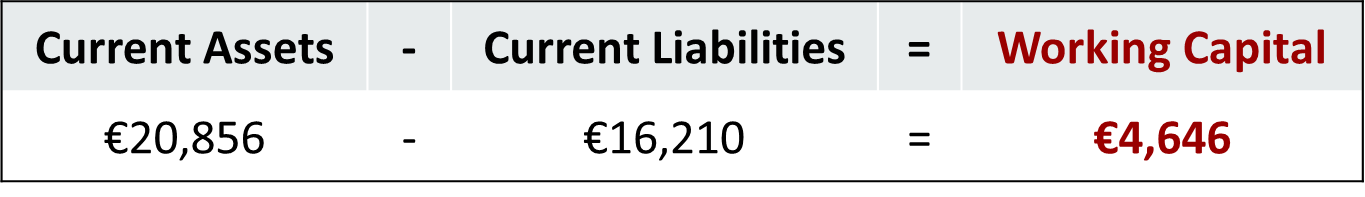 Current Assets - Current Liabilities = Working Capital
€20,856 - €16,210 = €4,646